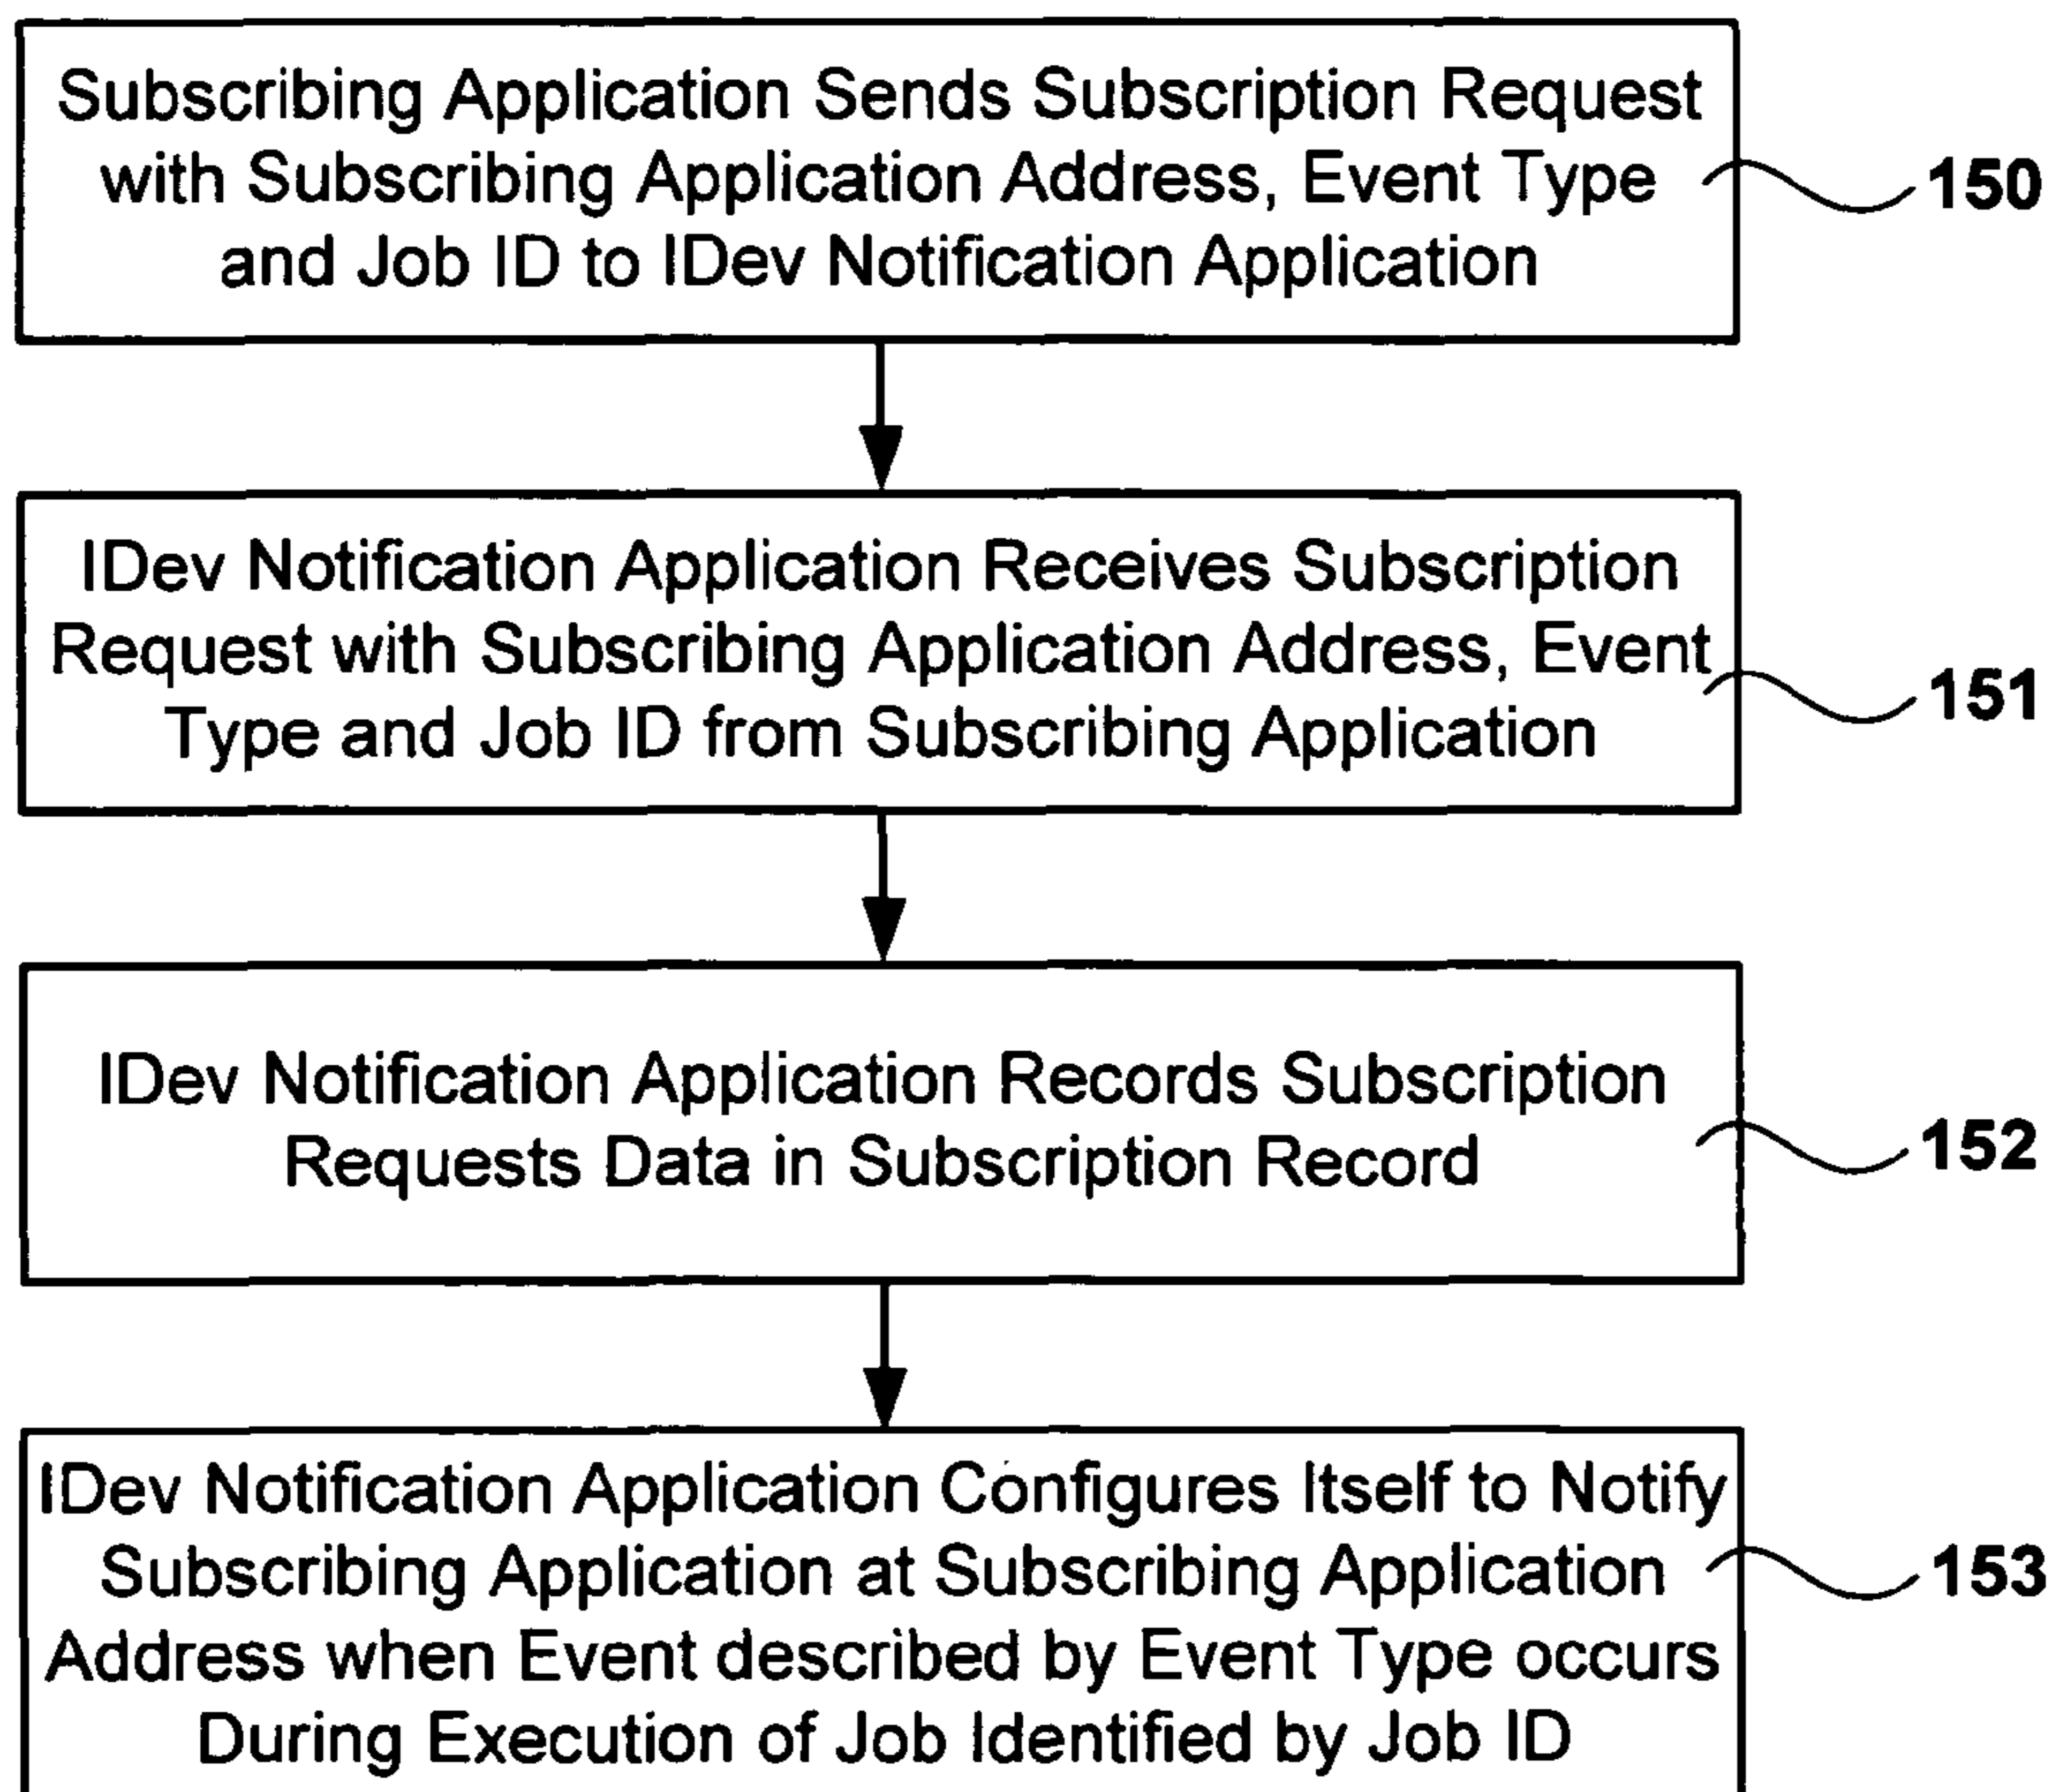 Subscribing Application Sends Subscription Request
with Subscribing Application Address, Event Type
and Job ID to IDev Notification Application
150
IDev Notification Application Receives Subscription
Request with Subscribing Application Address, Event
Type and Job ID from Subscribing Application
151
IDev Notification Application Records Subscription
Requests Data in Subscription Record
152
IDev Notification Application Configures Itself to Notify
Subscribing Application at Subscribing Application
Address when Event described by Event Type occurs
During Execution of Job Identified by Job ID
153